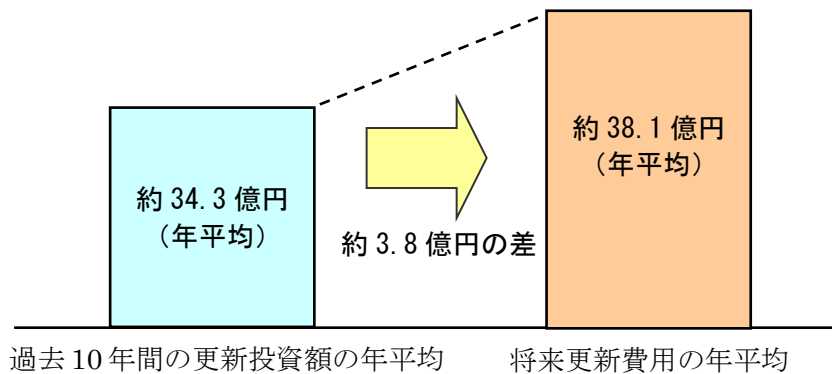 約 34.3 億円
（年平均）
約 3.8 億円の差
約 38.1 億円
（年平均）
過去 10 年間の更新投資額の年平均
将来更新費用の年平均